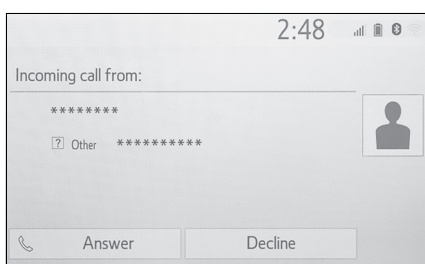 2:48
Incoming call from:
********
? Other **********
Answer Decline